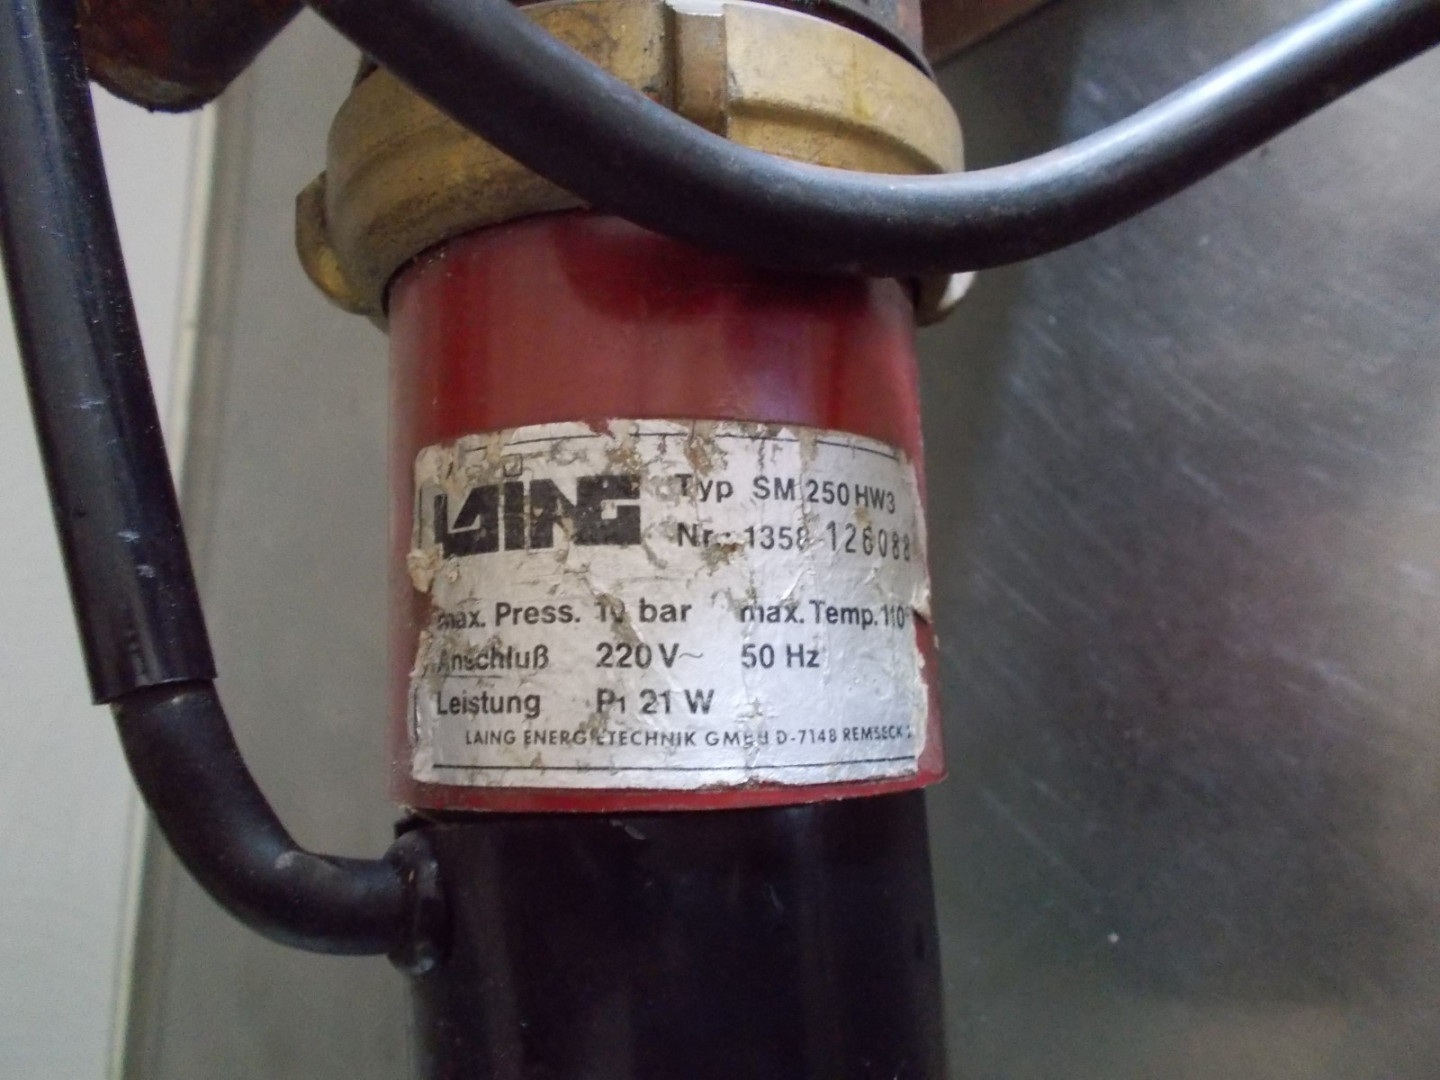 LAING
Typ SM 250 HW3
Nr.: 1358-126088
max. Press. 10 bar max. Temp. 110°
Anschluß 220 V~ 50 Hz
Leistung P1 21 W
LAING ENERGIETECHNIK GMBH D-7148 REMSECK